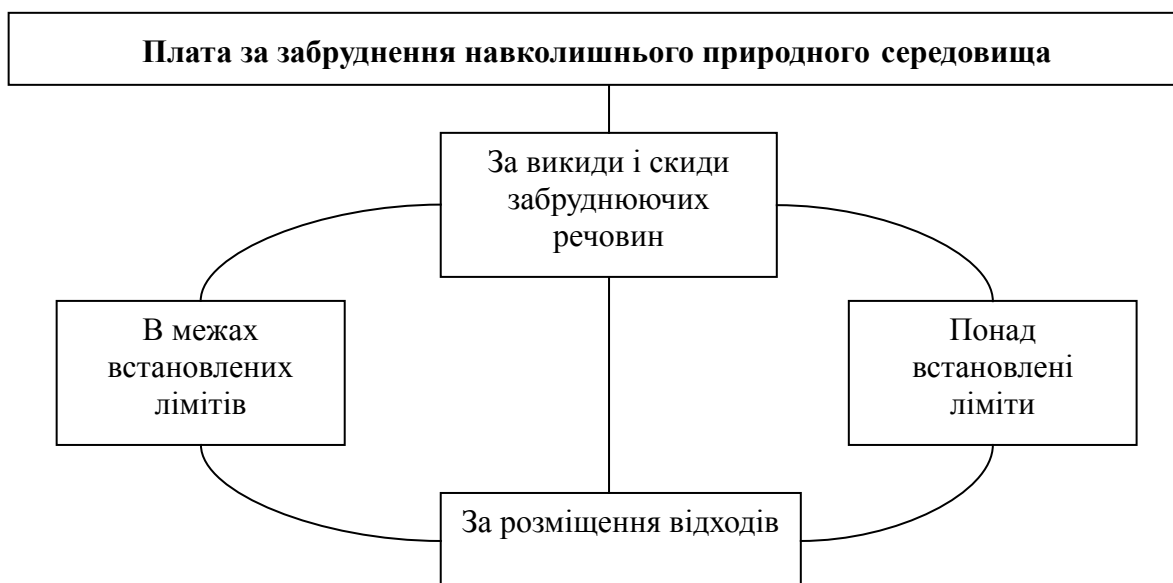 Плата за забруднення навколишнього природного середовища
За викиди і скиди
забруднюючих
речовин
В межах
встановлених
лімітів
Понад
встановлені
ліміти
За розміщення відходів